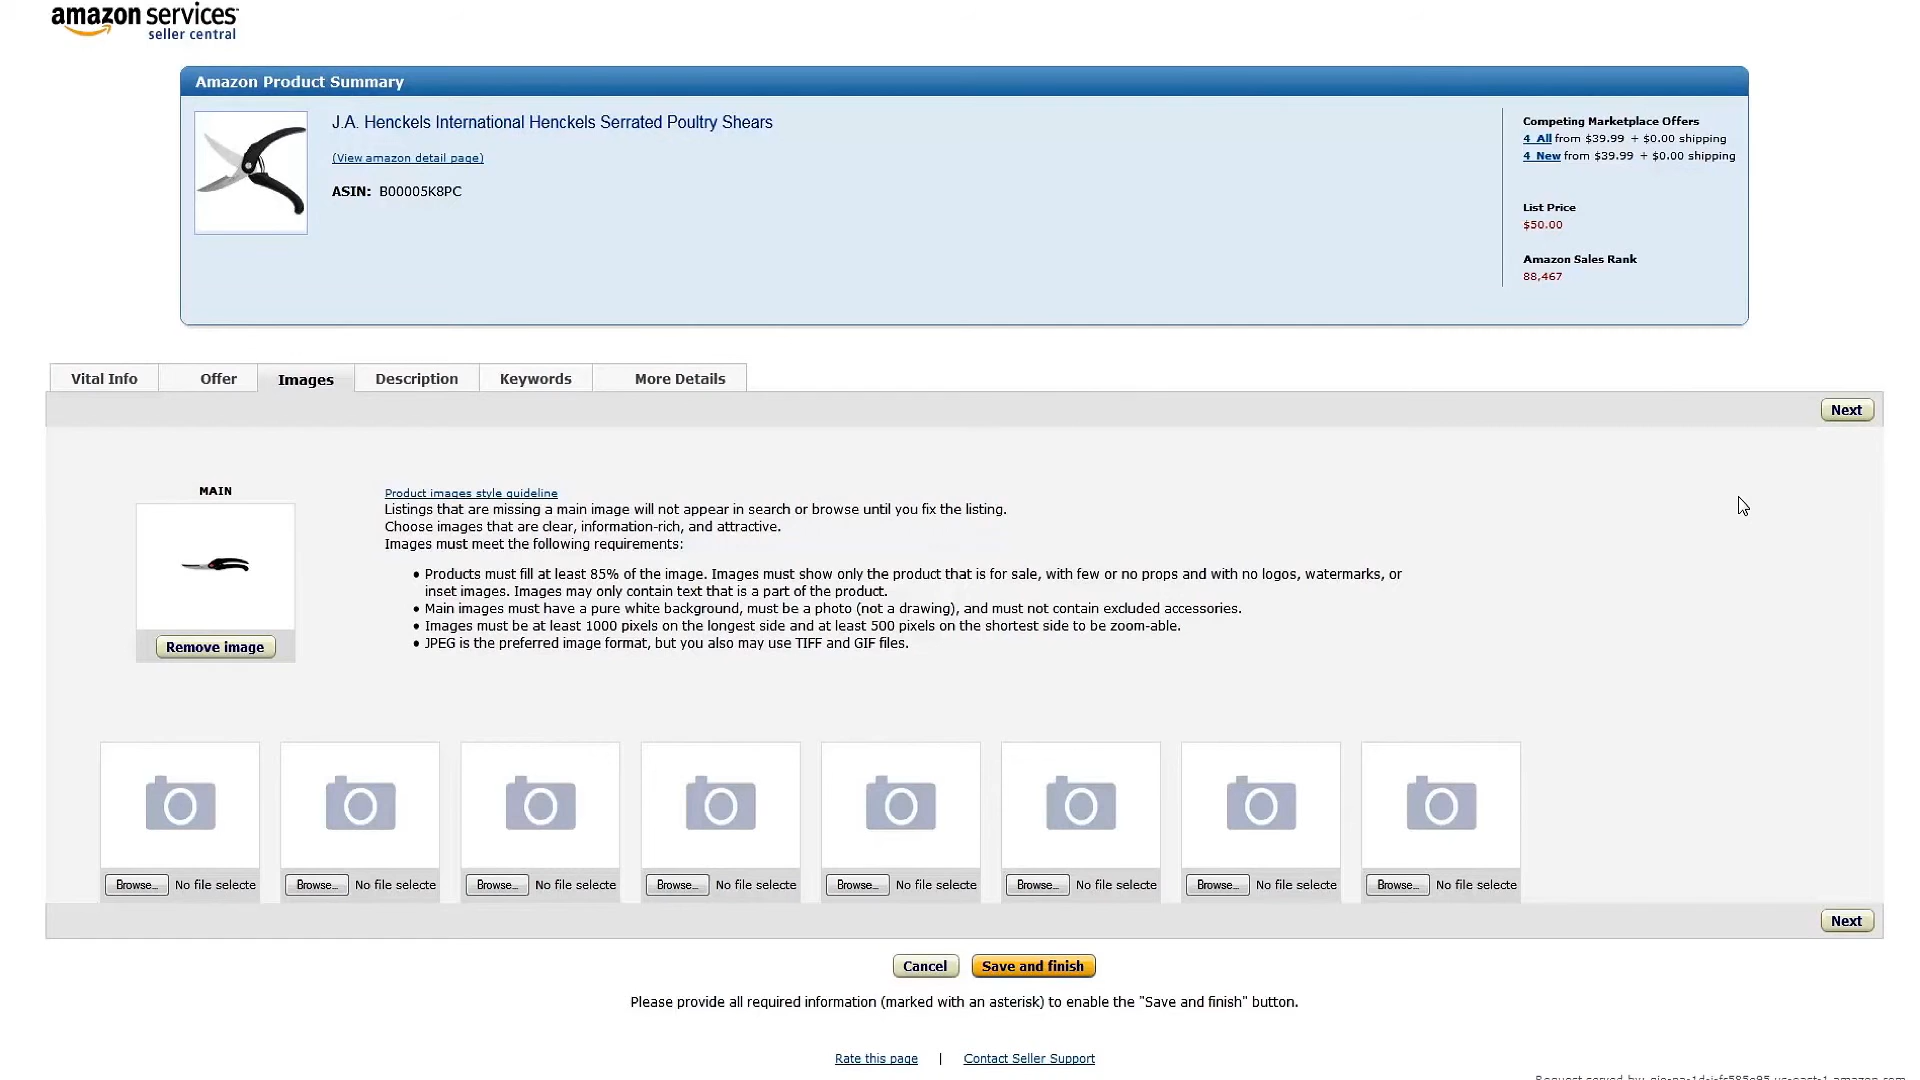 amazon services
seller central
Amazon Product Summary
J.A. Henckels International Henckels Serrated Poultry Shears
(View amazon detail page)
ASIN: B00005K8PC
Competing Marketplace Offers
4 All from $39.99 + $0.00 shipping
4 New from $39.99 + $0.00 shipping
List Price
$50.00
Amazon Sales Rank
88,467
Vital Info Offer Images Description Keywords More Details
Next
MAIN
Remove image
Product images style guideline
Listings that are missing a main image will not appear in search or browse until you fix the listing.
Choose images that are clear, information-rich, and attractive.
Images must meet the following requirements:
• Products must fill at least 85% of the image. Images must show only the product that is for sale, with few or no props and with no logos, watermarks, or
inset images. Images may only contain text that is a part of the product.
• Main images must have a pure white background, must be a photo (not a drawing), and must not contain excluded accessories.
• Images must be at least 1000 pixels on the longest side and at least 500 pixels on the shortest side to be zoom-able.
• JPEG is the preferred image format, but you also may use TIFF and GIF files.
Browse... No file selecte Browse... No file selecte Browse... No file selecte Browse... No file selecte Browse... No file selecte Browse... No file selecte Browse... No file selecte Browse... No file selecte
Next
Cancel Save and finish
Please provide all required information (marked with an asterisk) to enable the "Save and finish" button.
Rate this page | Contact Seller Support
Request served by: